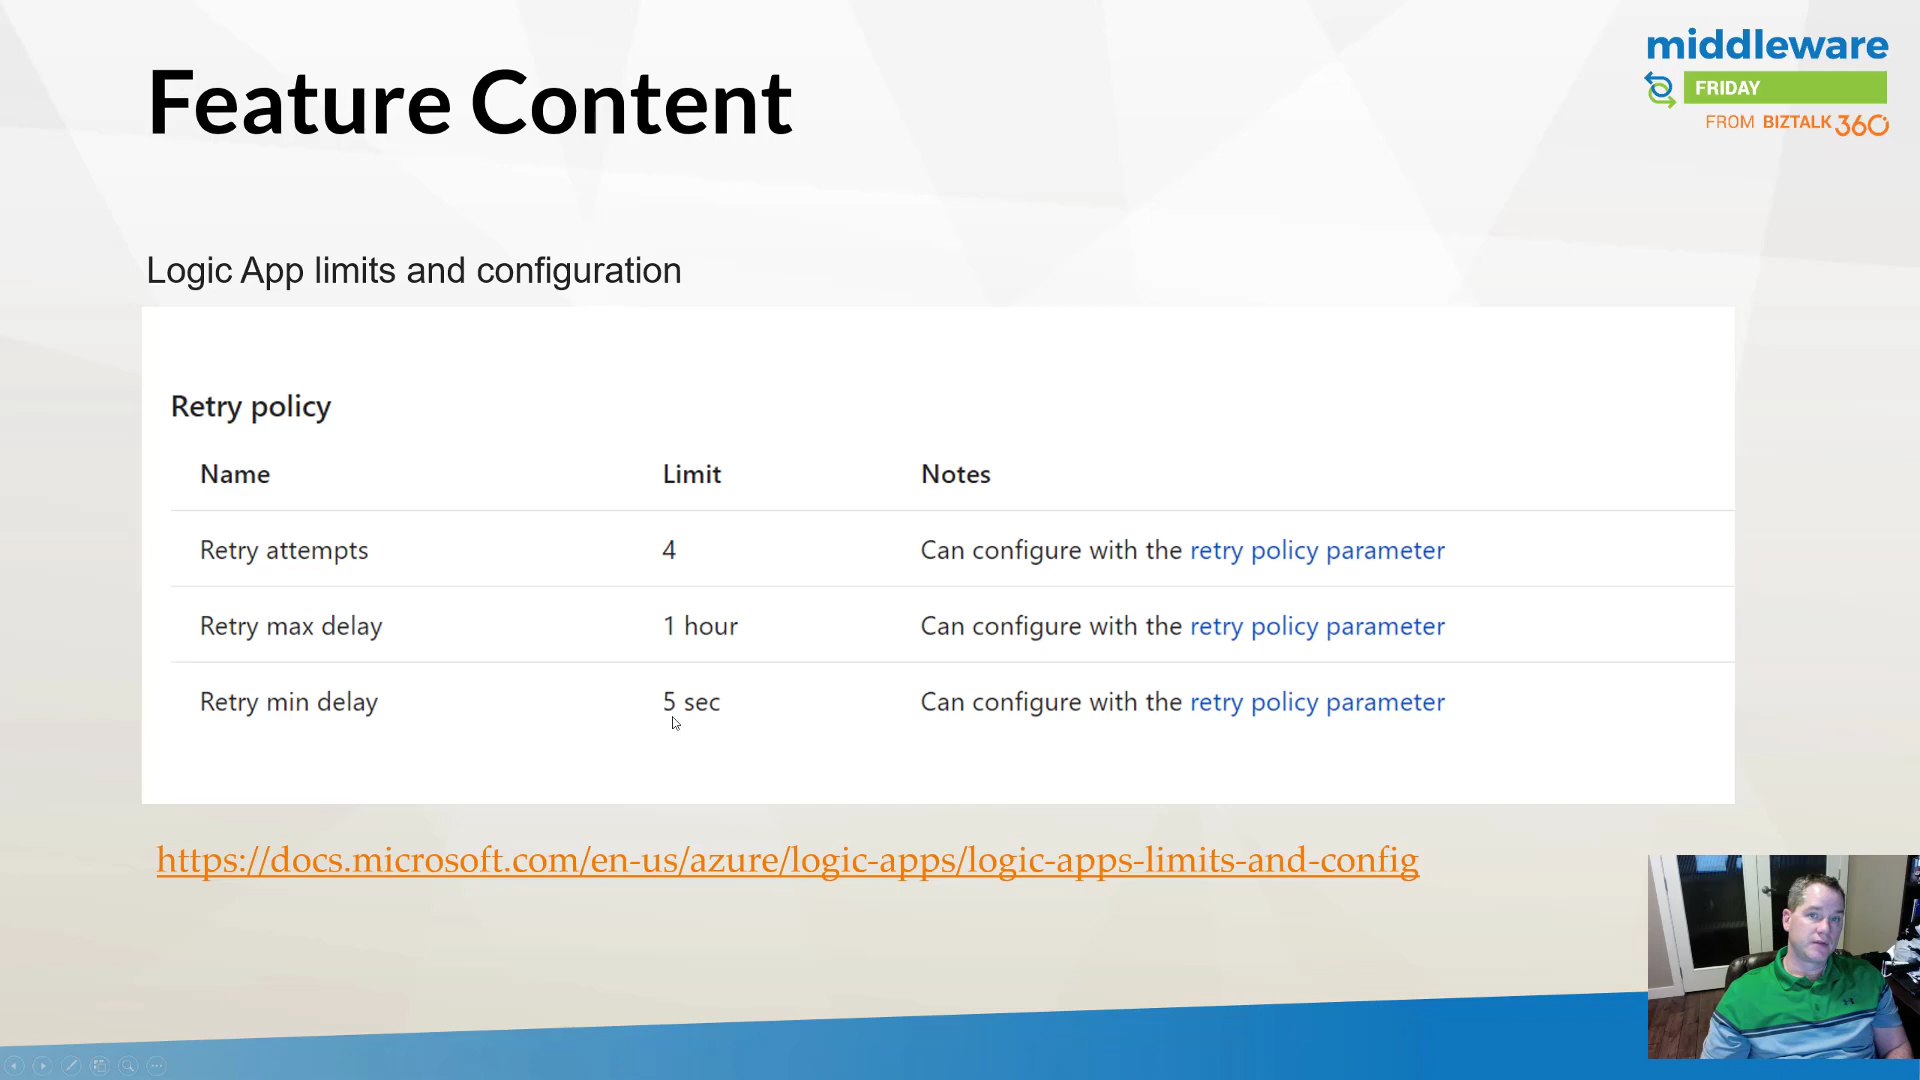 Feature Content
middleware
FRIDAY
FROM BIZTALK 360
Logic App limits and configuration
Retry policy
Name Limit Notes
Retry attempts 4 Can configure with the retry policy parameter
Retry max delay 1 hour Can configure with the retry policy parameter
Retry min delay 5 sec Can configure with the retry policy parameter
https://docs.microsoft.com/en-us/azure/logic-apps/logic-apps-limits-and-config